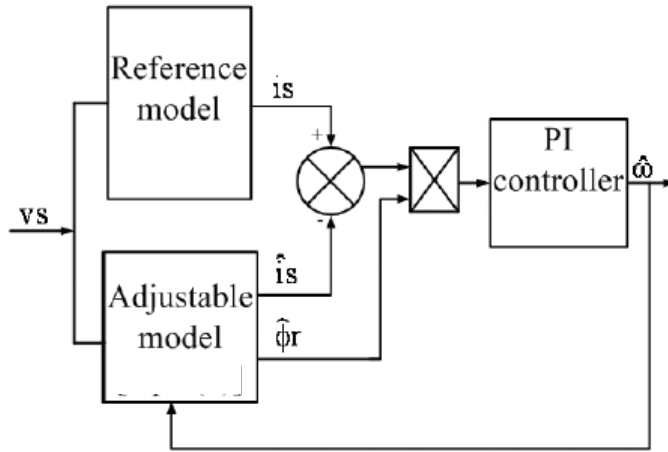 Reference
model
is
+
PI
controller
ω̂
vs
-
îs
Adjustable
model
ϕ̂r